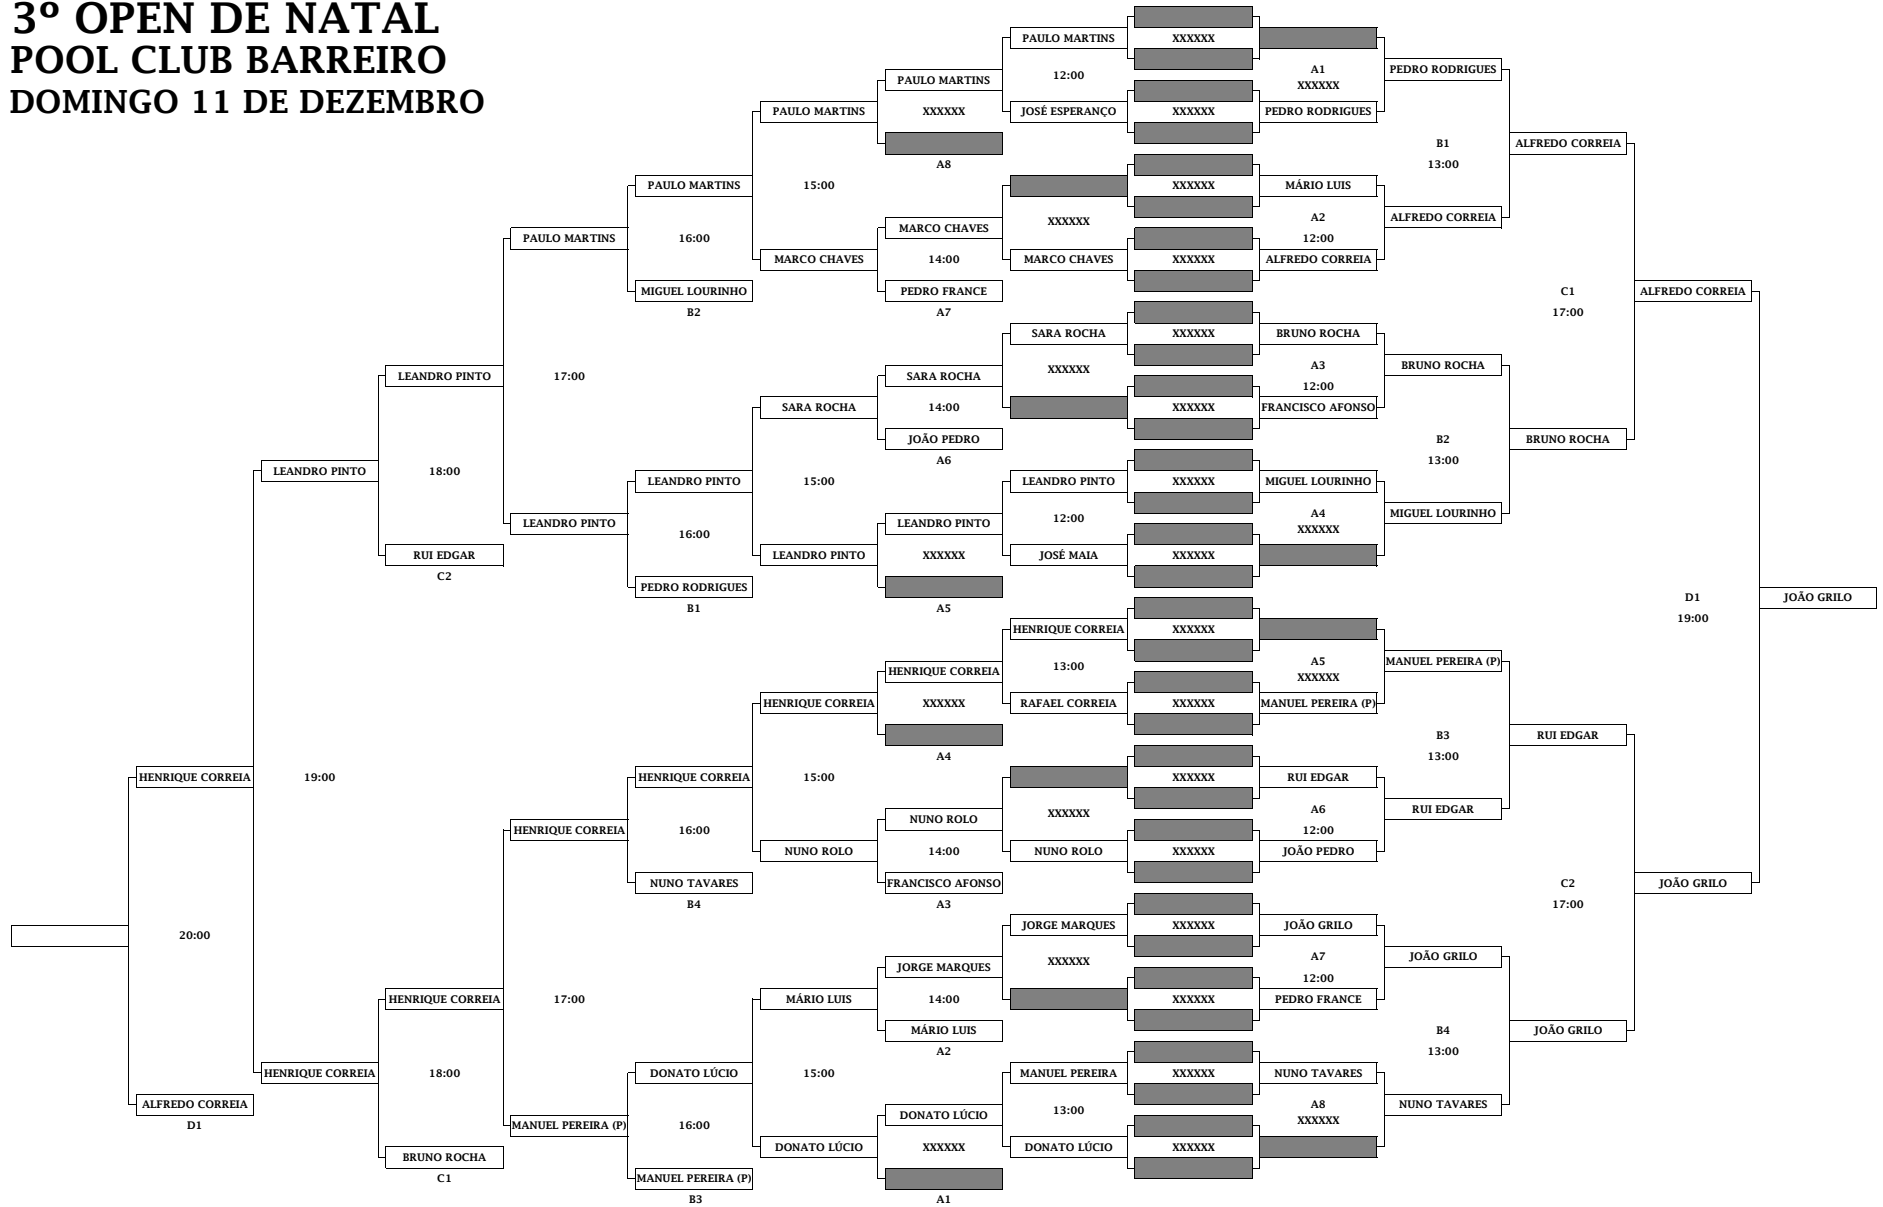 3º OPEN DE NATAL
POOL CLUB BARREIRO
DOMINGO 11 DE DEZEMBRO
PAULO MARTINS XXXXXX
PAULO MARTINS 12:00 A1 PEDRO RODRIGUES
XXXXXX
PAULO MARTINS XXXXXX JOSÉ ESPERANÇO XXXXXX PEDRO RODRIGUES
B1 ALFREDO CORREIA
A8 13:00
PAULO MARTINS 15:00 XXXXXX MÁRIO LUIS
MARCO CHAVES XXXXXX A2 ALFREDO CORREIA
PAULO MARTINS 16:00 12:00
MARCO CHAVES 14:00 MARCO CHAVES XXXXXX ALFREDO CORREIA
MIGUEL LOURINHO PEDRO FRANCE C1 ALFREDO CORREIA
B2 A7 17:00
SARA ROCHA XXXXXX BRUNO ROCHA
LEANDRO PINTO 17:00 SARA ROCHA XXXXXX A3 BRUNO ROCHA
12:00
SARA ROCHA 14:00 XXXXXX FRANCISCO AFONSO
JOÃO PEDRO B2 BRUNO ROCHA
A6 13:00
LEANDRO PINTO 18:00 LEANDRO PINTO 15:00 LEANDRO PINTO XXXXXX MIGUEL LOURINHO
LEANDRO PINTO 16:00 LEANDRO PINTO 12:00 A4 MIGUEL LOURINHO
XXXXXX
RUI EDGAR LEANDRO PINTO XXXXXX JOSÉ MAIA XXXXXX
C2
PEDRO RODRIGUES D1 JOÃO GRILO
B1 A5 19:00
HENRIQUE CORREIA XXXXXX
HENRIQUE CORREIA 13:00 A5 MANUEL PEREIRA (P)
XXXXXX
HENRIQUE CORREIA XXXXXX RAFAEL CORREIA XXXXXX MANUEL PEREIRA (P)
B3 RUI EDGAR
A4 13:00
HENRIQUE CORREIA 19:00 HENRIQUE CORREIA 15:00 XXXXXX RUI EDGAR
NUNO ROLO XXXXXX A6 RUI EDGAR
HENRIQUE CORREIA 16:00 12:00
NUNO ROLO 14:00 NUNO ROLO XXXXXX JOÃO PEDRO
NUNO TAVARES FRANCISCO AFONSO C2 JOÃO GRILO
B4 A3 17:00
JORGE MARQUES XXXXXX JOÃO GRILO
20:00
JORGE MARQUES XXXXXX A7 JOÃO GRILO
12:00
HENRIQUE CORREIA 17:00 MÁRIO LUIS 14:00 XXXXXX PEDRO FRANCE
MÁRIO LUIS B4 JOÃO GRILO
A2 13:00
HENRIQUE CORREIA 18:00 DONATO LÚCIO 15:00 MANUEL PEREIRA XXXXXX NUNO TAVARES
ALFREDO CORREIA DONATO LÚCIO 13:00 A8 NUNO TAVARES
D1 MANUEL PEREIRA (P) 16:00 XXXXXX
DONATO LÚCIO XXXXXX DONATO LÚCIO XXXXXX
BRUNO ROCHA
C1 MANUEL PEREIRA (P)
B3 A1